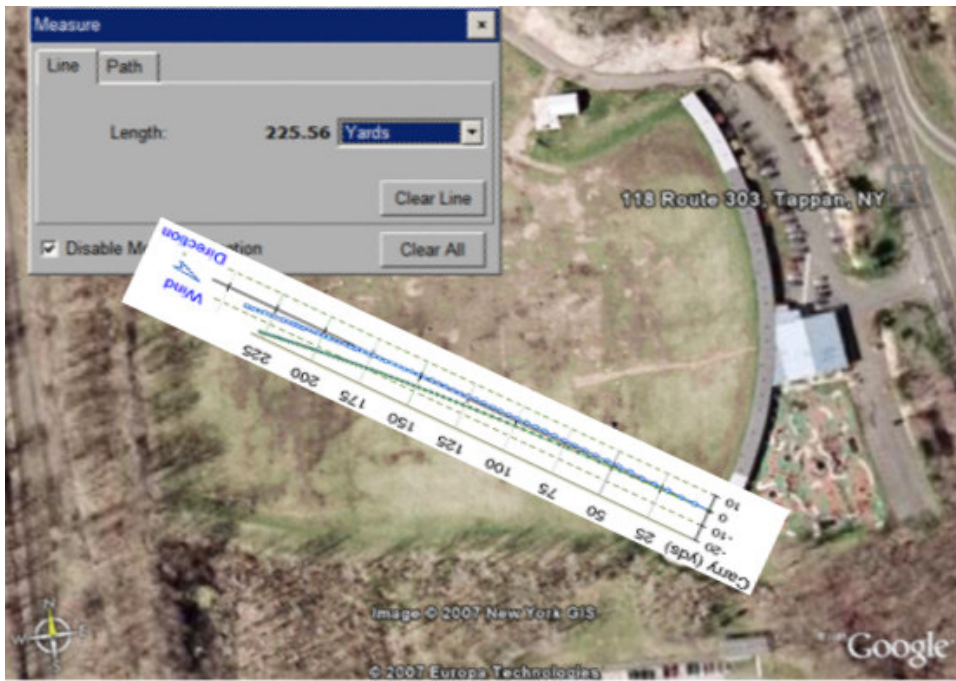 Measure
Line Path
Length: 225.56 Yards
Clear Line
Clear All
118 Route 303, Tappan, NY
Wind
Direction
225
200
175
150
125
100
75
50
25
Carry (yds)
10
0
-10
-20
N
W E
S
Image © 2007 New York GIS
© 2007 Europa Technologies
Google